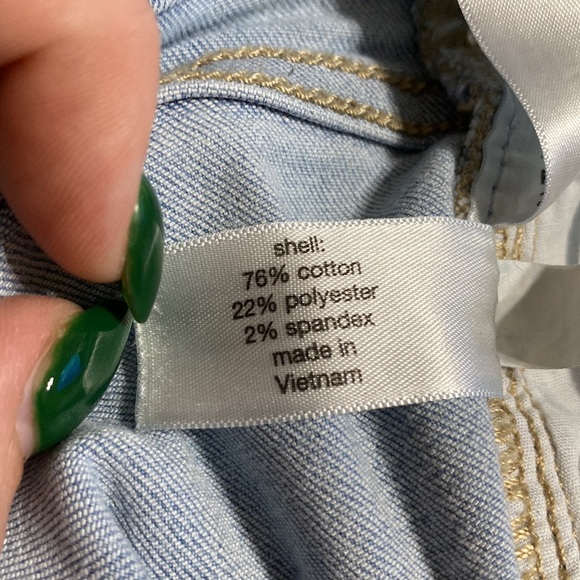 shell:
76% cotton
22% polyester
2% spandex
made in
Vietnam